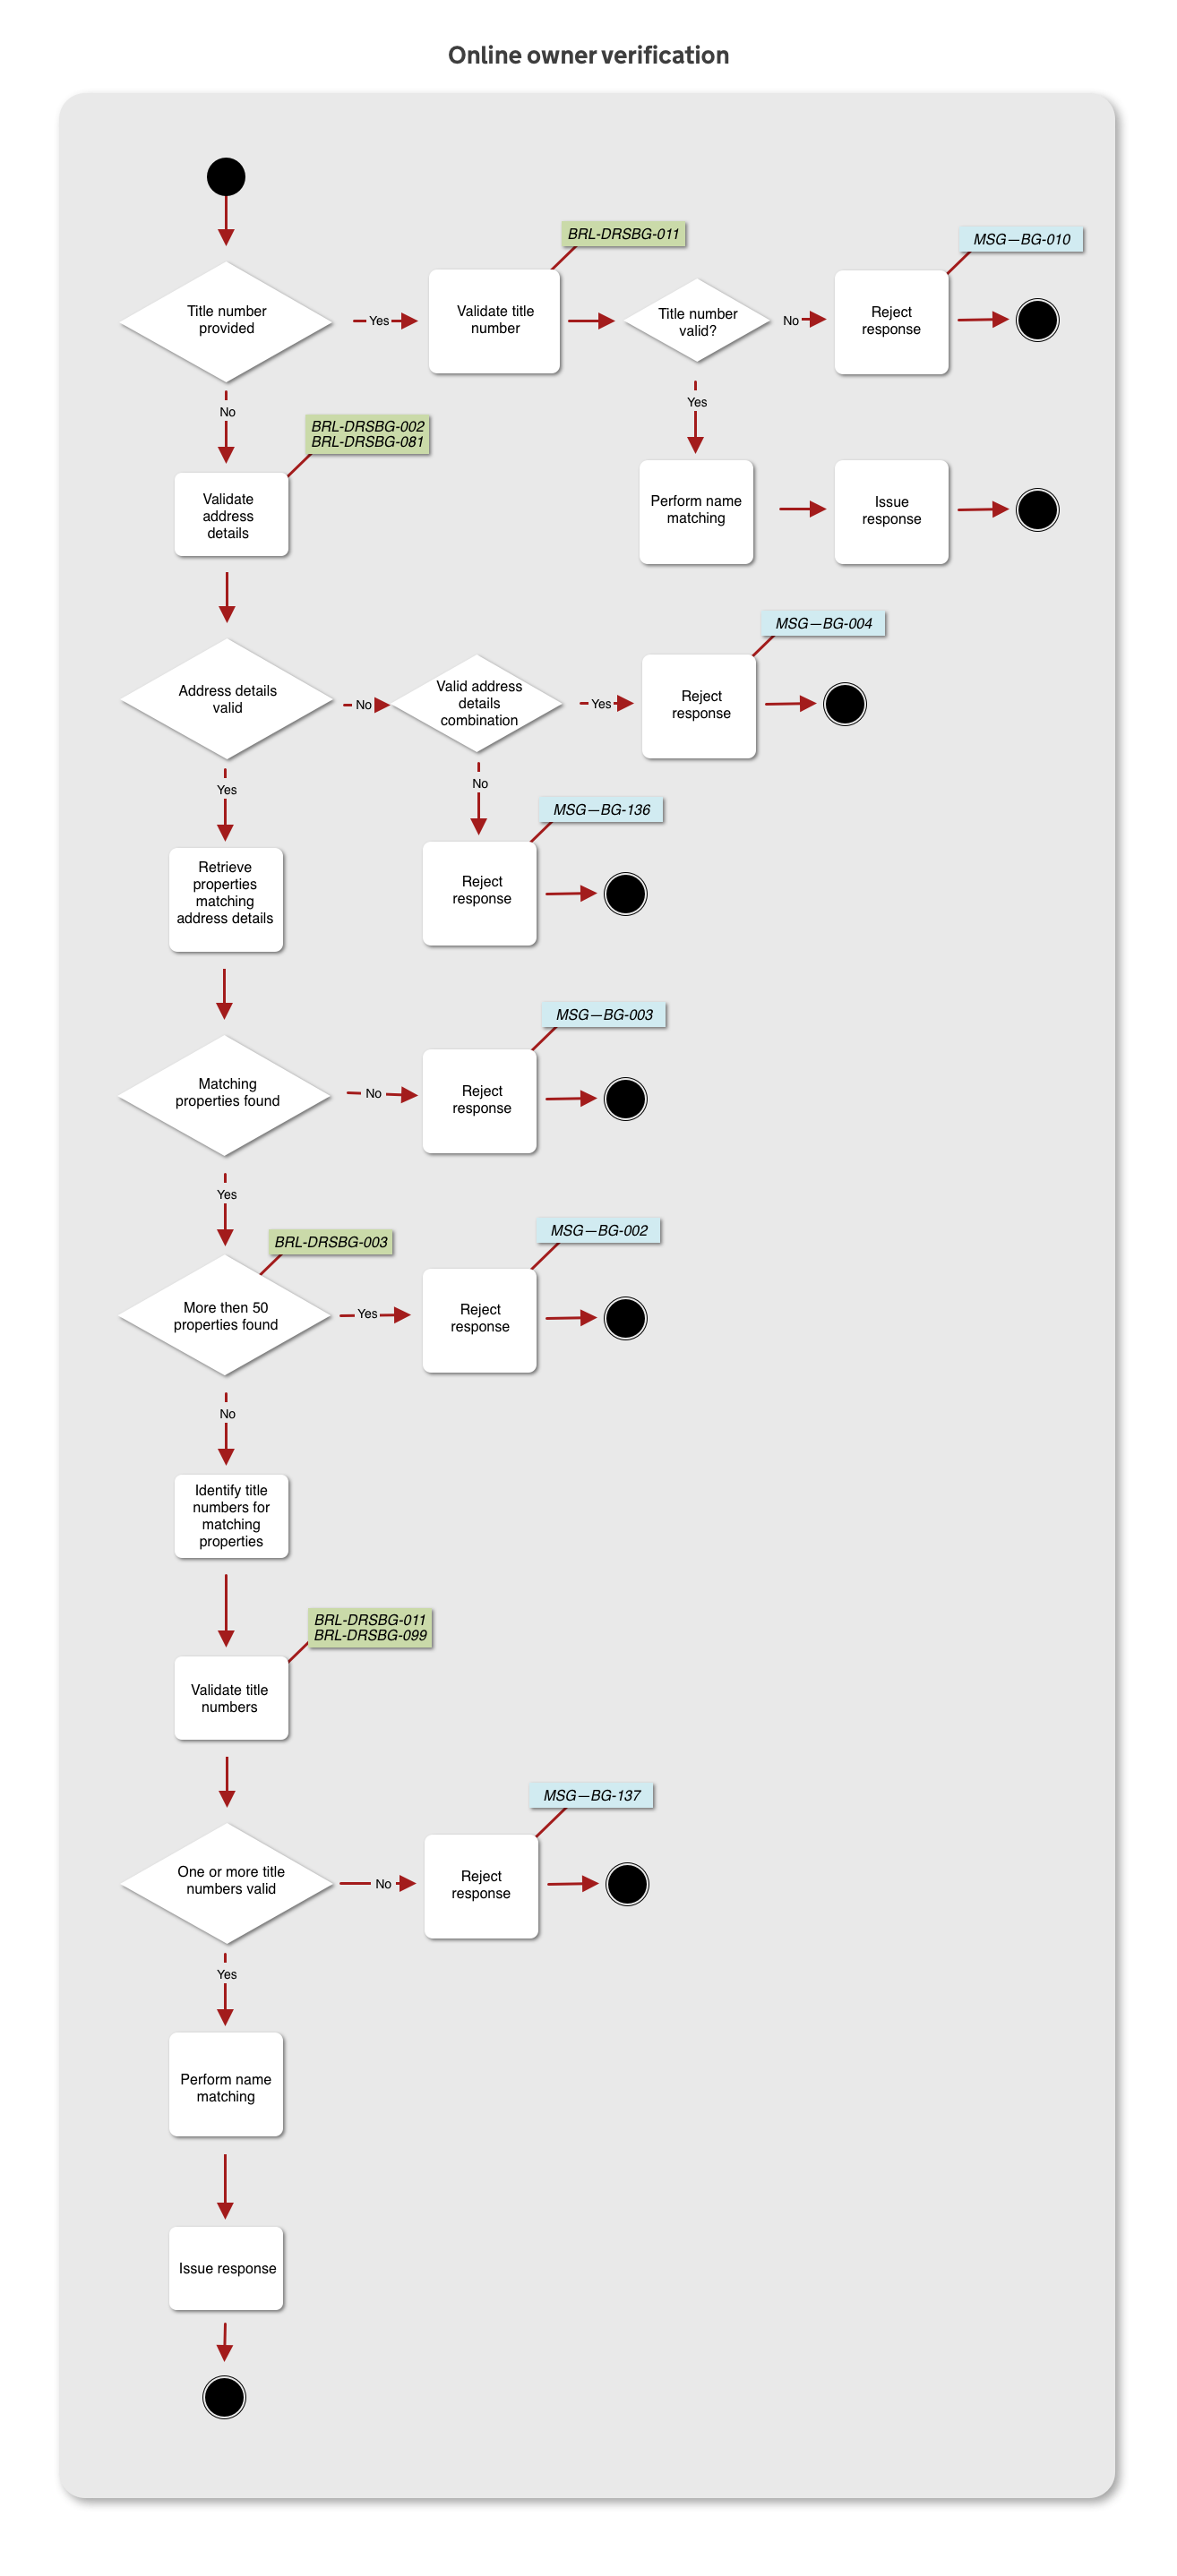 Online owner verification
BRL-DRSBG-011
MSG—BG-010
Title number
provided
Yes
Validate title
number
Title number
valid?
No
Reject
response
No
Yes
BRL-DRSBG-002
BRL-DRSBG-081
Validate
address
details
Perform name
matching
Issue
response
MSG—BG-004
Address details
valid
No
Valid address
details
combination
Yes
Reject
response
Yes
No
MSG—BG-136
Retrieve
properties
matching
address details
Reject
response
MSG—BG-003
Matching
properties found
No
Reject
response
Yes
MSG—BG-002
BRL-DRSBG-003
More then 50
properties found
Yes
Reject
response
No
Identify title
numbers for
matching
properties
BRL-DRSBG-011
BRL-DRSBG-099
Validate title
numbers
MSG—BG-137
One or more title
numbers valid
No
Reject
response
Yes
Perform name
matching
Issue response